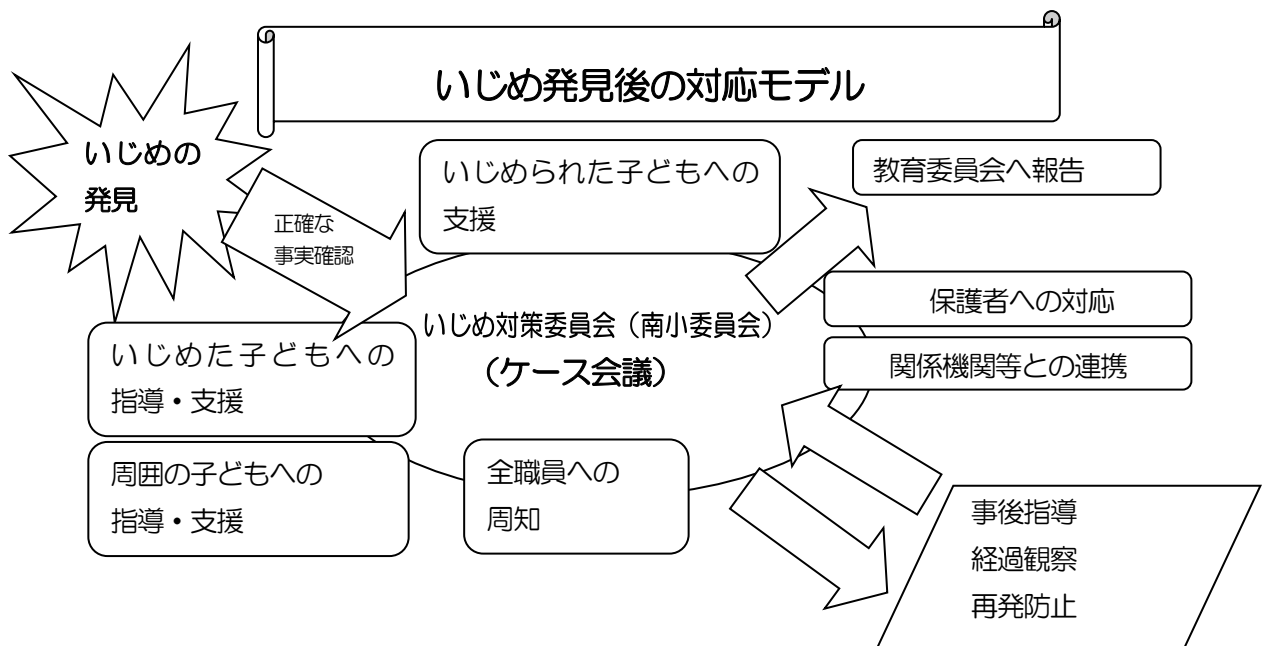 いじめ発見後の対応モデル
いじめの
発見
正確な
事実確認
いじめられた子どもへの
支援
教育委員会へ報告
保護者への対応
関係機関等との連携
いじめ対策委員会（南小委員会）
（ケース会議）
いじめた子どもへの
指導・支援
周囲の子どもへの
指導・支援
全職員への
周知
事後指導
経過観察
再発防止